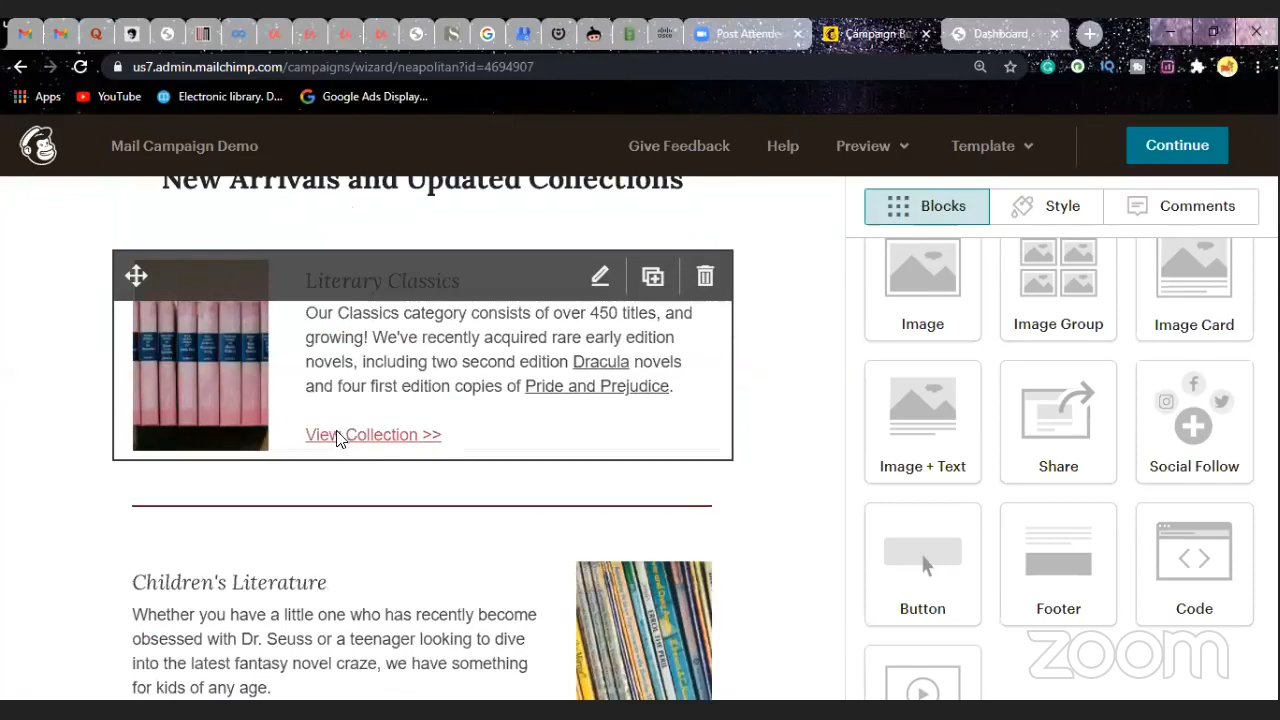 Post Attende
Campaign B
Dashboard
us7.admin.mailchimp.com/campaigns/wizard/neapolitan?id=4694907
Apps YouTube Electronic library. D... Google Ads Display...
Mail Campaign Demo Give Feedback Help Preview Template Continue
New Arrivals and Updated Collections
Blocks Style Comments
Literary Classics
Our Classics category consists of over 450 titles, and
growing! We've recently acquired rare early edition
novels, including two second edition Dracula novels
and four first edition copies of Pride and Prejudice.
View Collection >>
Children's Literature
Whether you have a little one who has recently become
obsessed with Dr. Seuss or a teenager looking to dive
into the latest fantasy novel craze, we have something
for kids of any age.
Image Image Group Image Card
Image + Text Share Social Follow
Button Footer Code
zoom